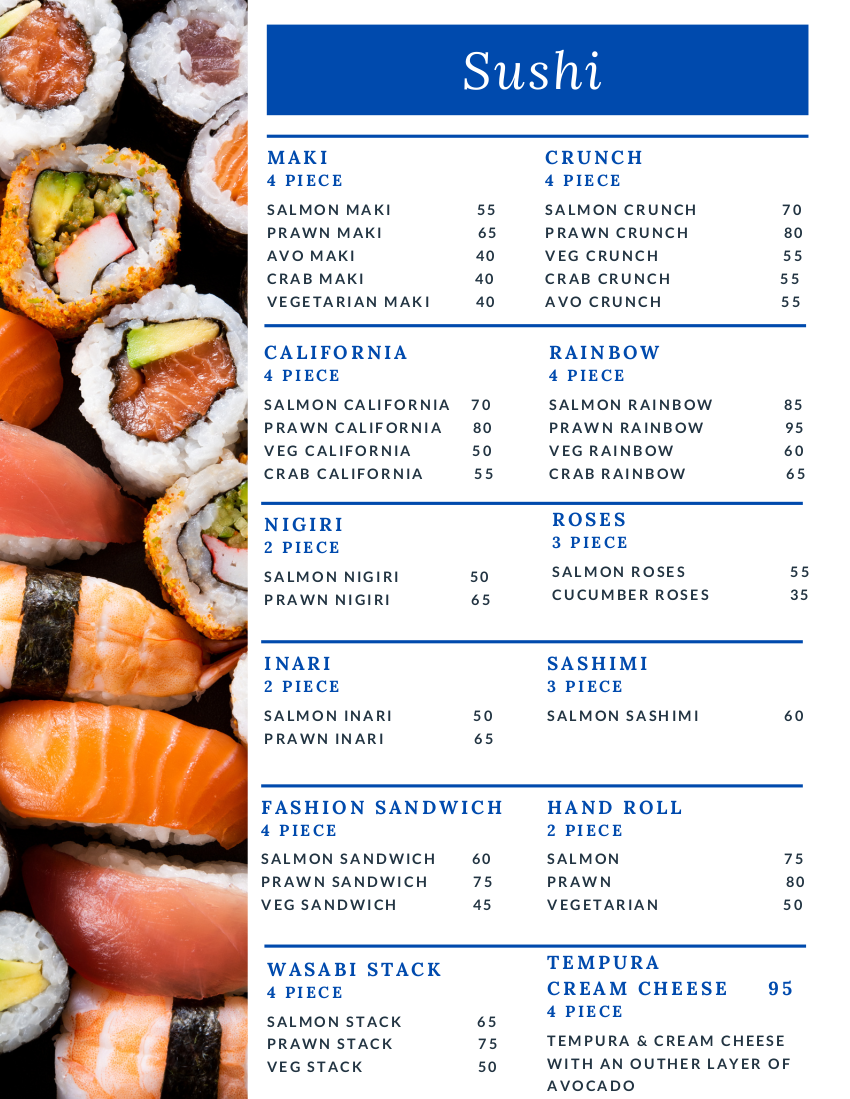 Sushi
MAKI
4 PIECE
SALMON MAKI 55
PRAWN MAKI 65
AVO MAKI 40
CRAB MAKI 40
VEGETARIAN MAKI 40
CRUNCH
4 PIECE
SALMON CRUNCH 70
PRAWN CRUNCH 80
VEG CRUNCH 55
CRAB CRUNCH 55
AVO CRUNCH 55
CALIFORNIA
4 PIECE
SALMON CALIFORNIA 70
PRAWN CALIFORNIA 80
VEG CALIFORNIA 50
CRAB CALIFORNIA 55
RAINBOW
4 PIECE
SALMON RAINBOW 85
PRAWN RAINBOW 95
VEG RAINBOW 60
CRAB RAINBOW 65
NIGIRI
2 PIECE
SALMON NIGIRI 50
PRAWN NIGIRI 65
ROSES
3 PIECE
SALMON ROSES 55
CUCUMBER ROSES 35
INARI
2 PIECE
SALMON INARI 50
PRAWN INARI 65
SASHIMI
3 PIECE
SALMON SASHIMI 60
FASHION SANDWICH
4 PIECE
SALMON SANDWICH 60
PRAWN SANDWICH 75
VEG SANDWICH 45
HAND ROLL
2 PIECE
SALMON 75
PRAWN 80
VEGETARIAN 50
WASABI STACK
4 PIECE
SALMON STACK 65
PRAWN STACK 75
VEG STACK 50
TEMPURA
CREAM CHEESE 95
4 PIECE
TEMPURA & CREAM CHEESE
WITH AN OUTHER LAYER OF
AVOCADO